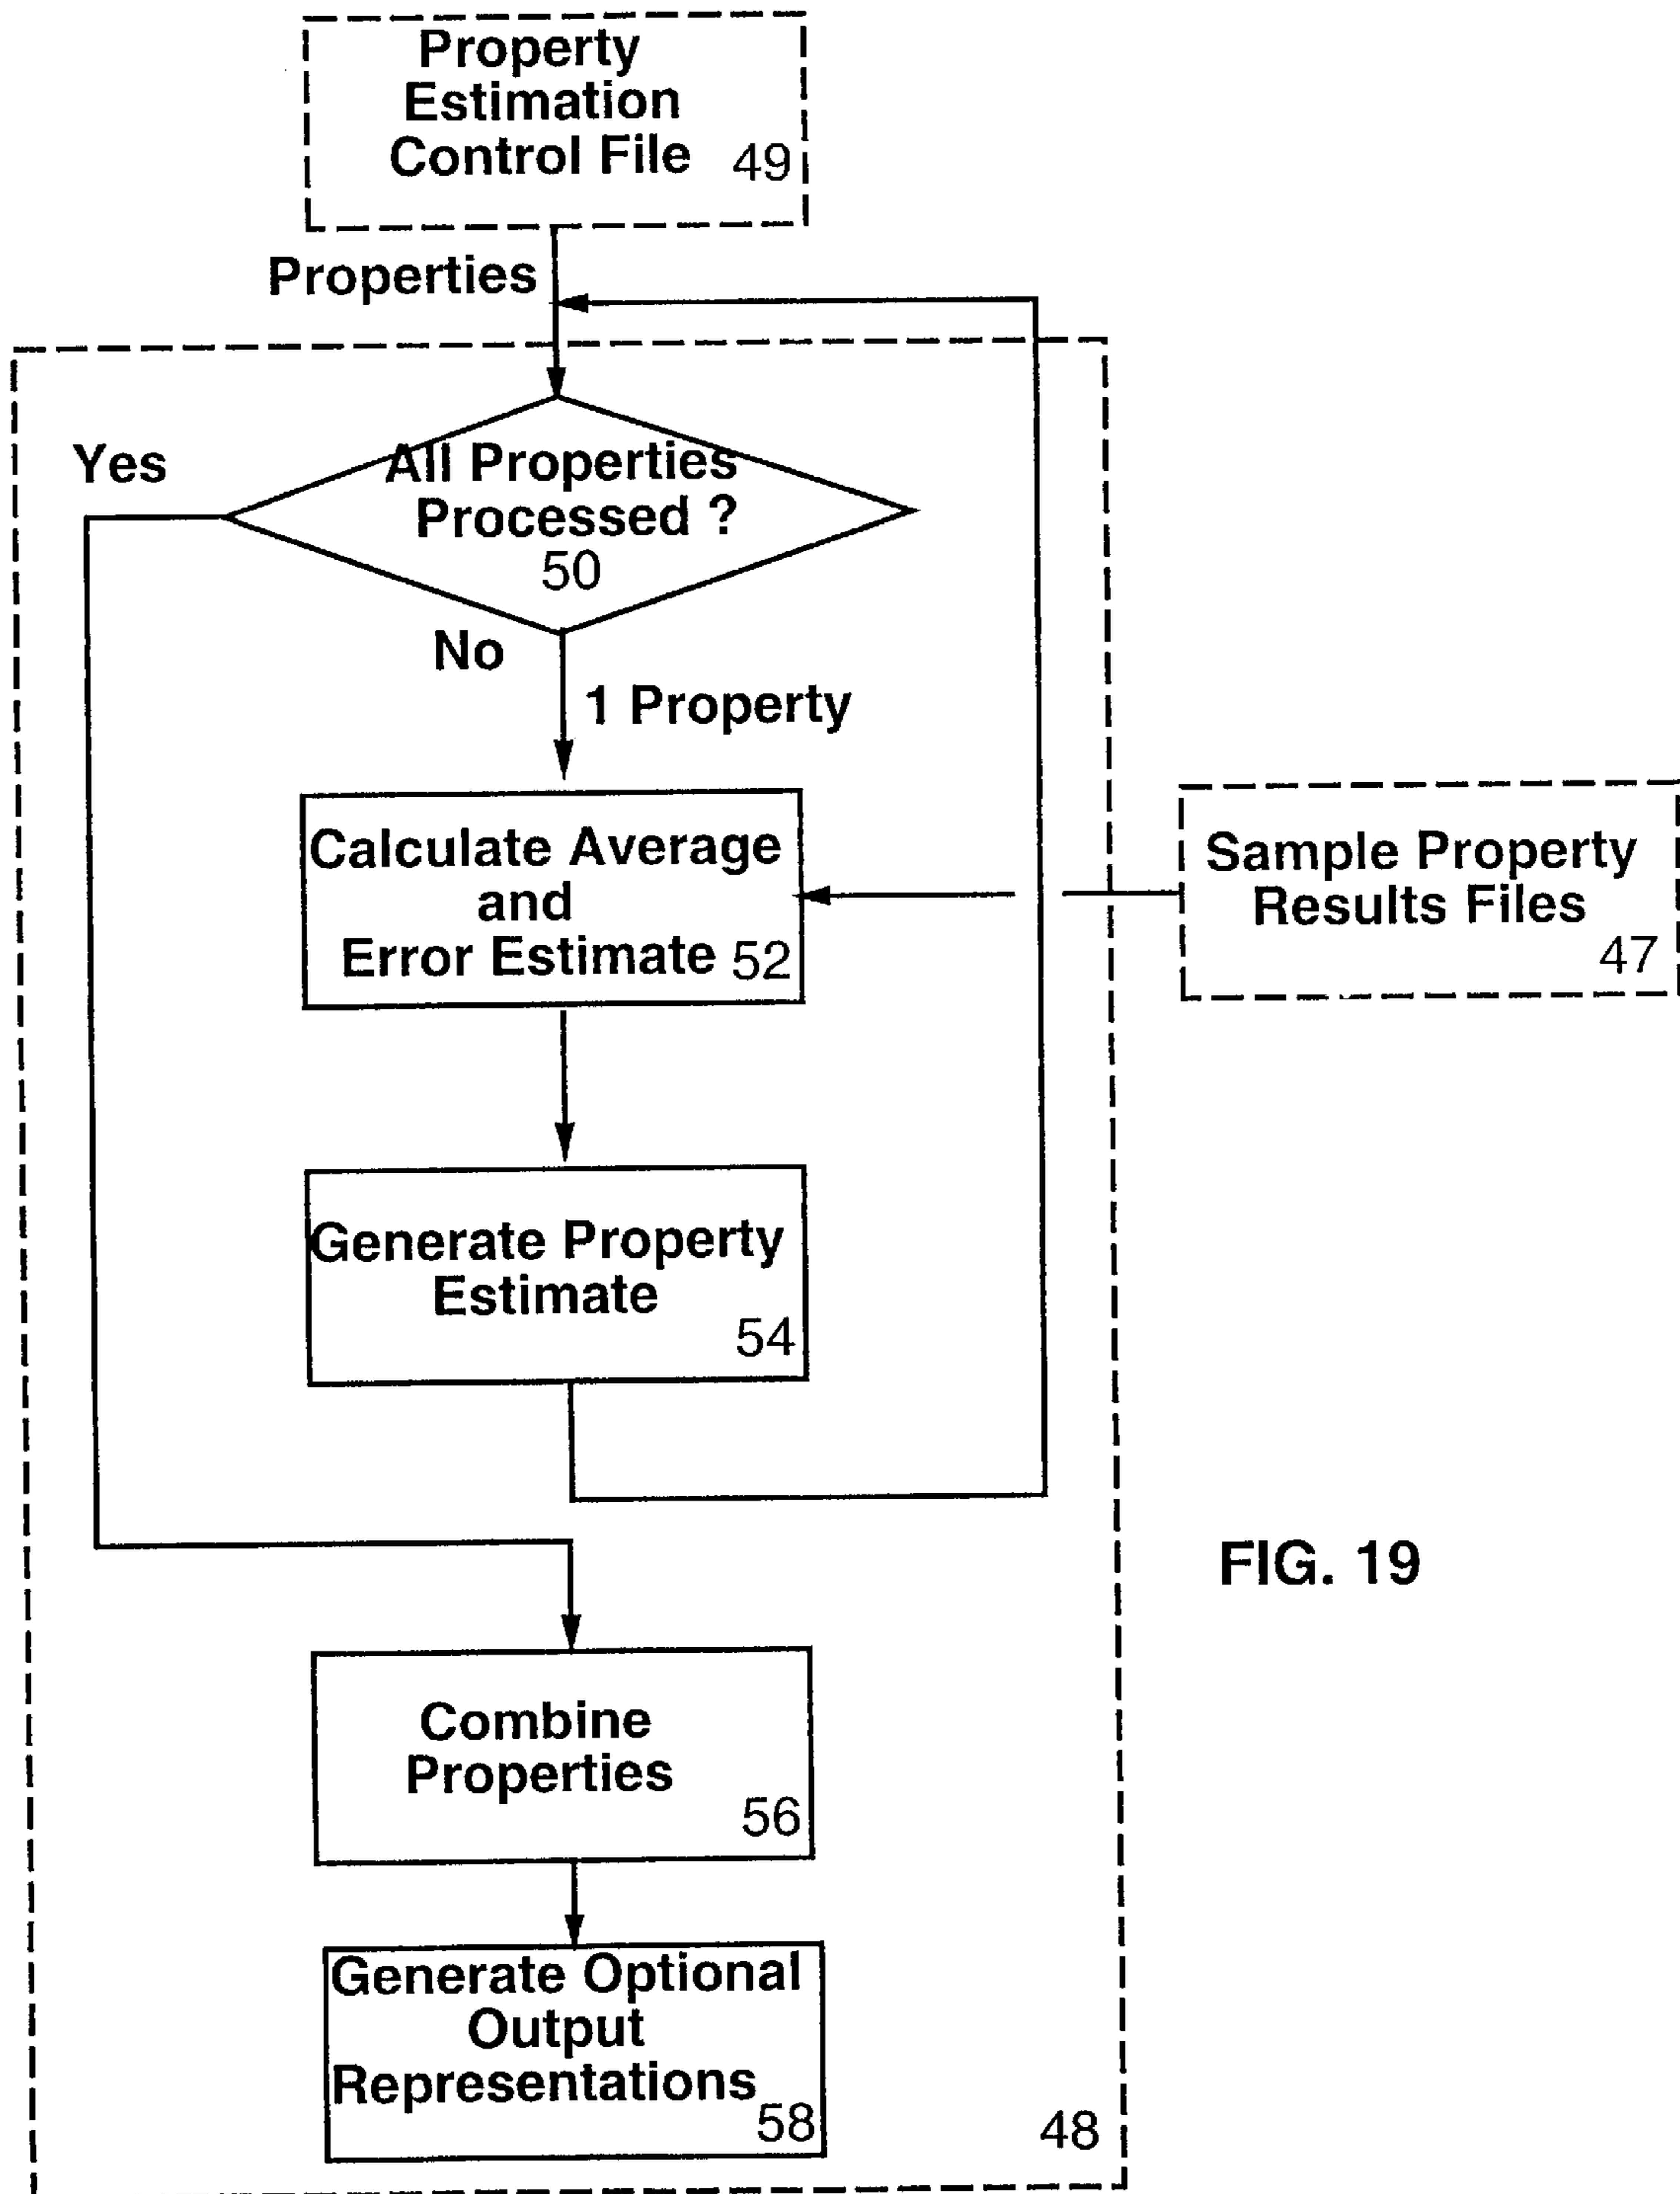 Property
Estimation
Control File 49
Properties
Yes
All Properties
Processed ?
50
No
1 Property
Calculate Average
and
Error Estimate 52
Sample Property
Results Files
47
Generate Property
Estimate
54
FIG. 19
Combine
Properties
56
Generate Optional
Output
Representations
58
48